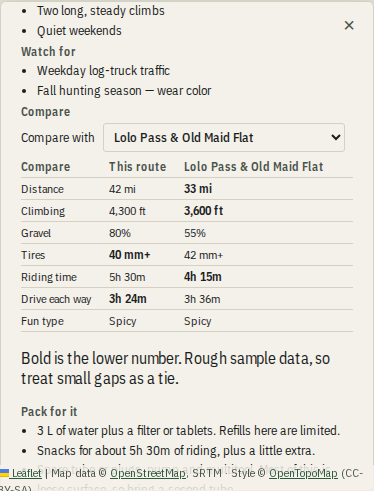 Two long, steady climbs
Quiet weekends
×
Watch for
Weekday log-truck traffic
Fall hunting season — wear color
Compare
Compare with Lolo Pass & Old Maid Flat
Compare This route Lolo Pass & Old Maid Flat
Distance 42 mi 33 mi
Climbing 4,300 ft 3,600 ft
Gravel 80% 55%
Tires 40 mm+ 42 mm+
Riding time 5h 30m 4h 15m
Drive each way 3h 24m 3h 36m
Fun type Spicy Spicy
Bold is the lower number. Rough sample data, so
treat small gaps as a tie.
Pack for it
3 L of water plus a filter or tablets. Refills here are limited.
Snacks for about 5h 30m of riding, plus a little extra.
Leaflet | Map data © OpenStreetMap, SRTM | Style © OpenTopoMap (CC-
BY-SA)
loose surface, so bring a second tube.